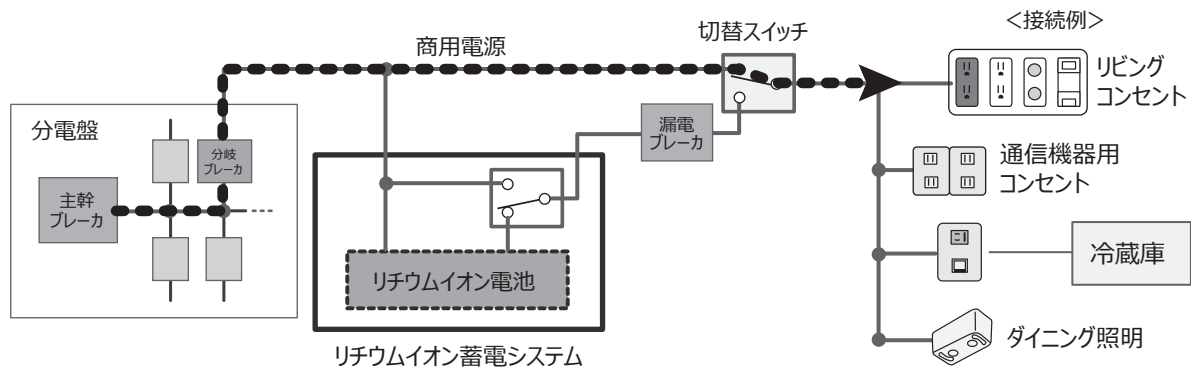 ＜接続例＞
切替スイッチ
商用電源
リビング
コンセント
分電盤
分岐
ブレーカ
漏電
ブレーカ
通信機器用
コンセント
主幹
ブレーカ
冷蔵庫
リチウムイオン電池
ダイニング照明
リチウムイオン蓄電システム